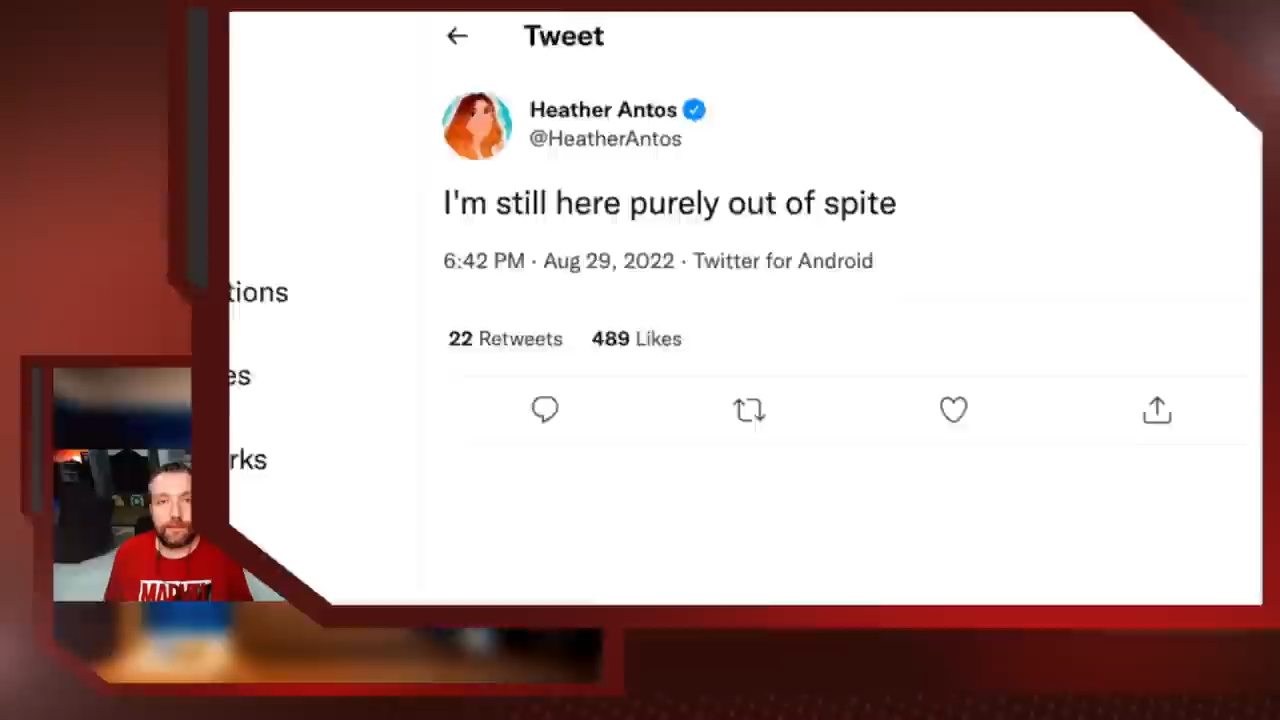 Tweet
Heather Antos
@HeatherAntos
I'm still here purely out of spite
6:42 PM · Aug 29, 2022 · Twitter for Android
tions
22 Retweets 489 Likes
es
rks